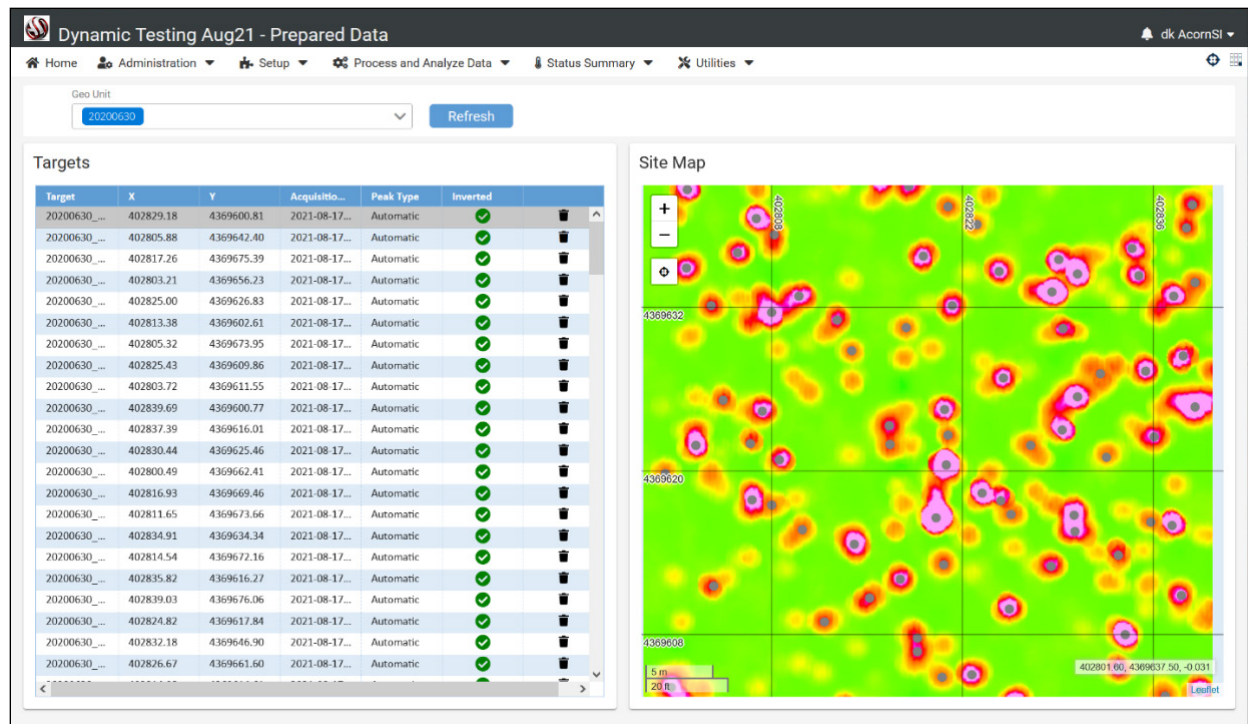 Dynamic Testing Aug21 - Prepared Data
dk AcornSI
Home Administration Setup Process and Analyze Data Status Summary Utilities
Geo Unit
20200630
Refresh
Targets
Target X Y Acquisitio... Peak Type Inverted
20200630_... 402829.18 4369600.81 2021-08-17... Automatic
20200630_... 402805.88 4369642.40 2021-08-17... Automatic
20200630_... 402817.26 4369675.39 2021-08-17... Automatic
20200630_... 402803.21 4369656.23 2021-08-17... Automatic
20200630_... 402825.00 4369626.83 2021-08-17... Automatic
20200630_... 402813.38 4369602.61 2021-08-17... Automatic
20200630_... 402805.32 4369673.95 2021-08-17... Automatic
20200630_... 402825.43 4369609.86 2021-08-17... Automatic
20200630_... 402803.72 4369611.55 2021-08-17... Automatic
20200630_... 402839.69 4369600.77 2021-08-17... Automatic
20200630_... 402837.39 4369616.01 2021-08-17... Automatic
20200630_... 402830.44 4369625.46 2021-08-17... Automatic
20200630_... 402800.49 4369662.41 2021-08-17... Automatic
20200630_... 402816.93 4369669.46 2021-08-17... Automatic
20200630_... 402811.65 4369673.66 2021-08-17... Automatic
20200630_... 402834.91 4369634.34 2021-08-17... Automatic
20200630_... 402814.54 4369672.16 2021-08-17... Automatic
20200630_... 402835.82 4369616.27 2021-08-17... Automatic
20200630_... 402839.03 4369676.06 2021-08-17... Automatic
20200630_... 402824.82 4369617.84 2021-08-17... Automatic
20200630_... 402832.18 4369646.90 2021-08-17... Automatic
20200630_... 402826.67 4369661.60 2021-08-17... Automatic
Site Map
+
−
402808
402822
402836
4369632
4369620
4369608
5 m
20 ft
402801.60, 4369637.50, -0.031
Leaflet